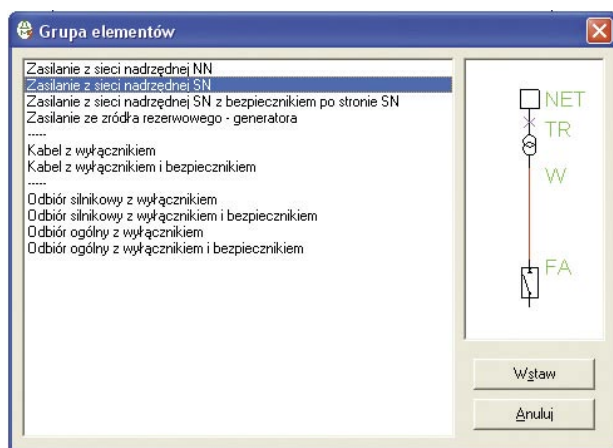 Grupa elementów
Zasilanie z sieci nadrzędnej NN
Zasilanie z sieci nadrzędnej SN
Zasilanie z sieci nadrzędnej SN z bezpiecznikiem po stronie SN
Zasilanie ze zródła rezerwowego - generatora
-----
Kabel z wyłącznikiem
Kabel z wyłącznikiem i bezpiecznikiem
-----
Odbiór silnikowy z wyłącznikiem
Odbiór silnikowy z wyłącznikiem i bezpiecznikiem
Odbiór ogólny z wyłącznikiem
Odbiór ogólny z wyłącznikiem i bezpiecznikiem
NET
TR
W
FA
Wstaw
Anuluj